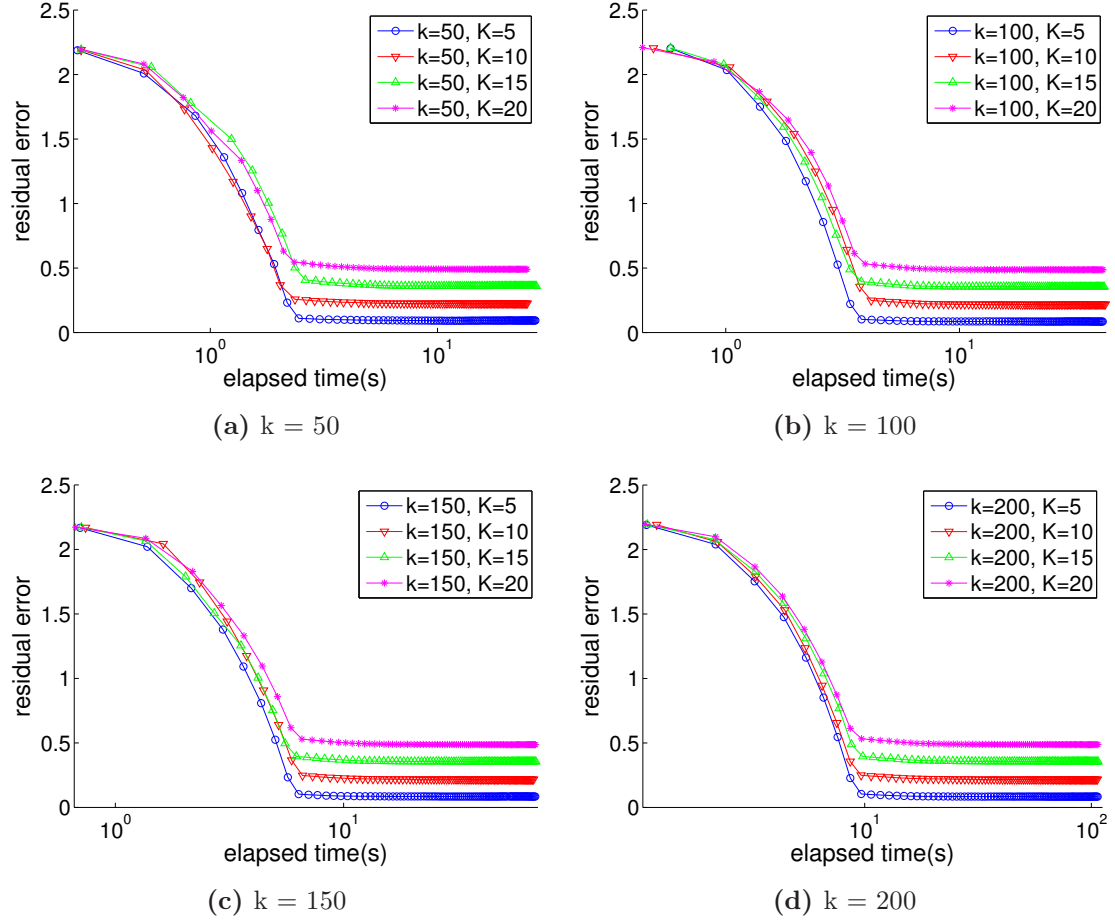 2.5
2
1.5
1
0.5
0
residual error
10^0
10^1
elapsed time(s)
k=50, K=5
k=50, K=10
k=50, K=15
k=50, K=20
(a) k = 50
2.5
2
1.5
1
0.5
0
residual error
10^0
10^1
elapsed time(s)
k=100, K=5
k=100, K=10
k=100, K=15
k=100, K=20
(b) k = 100
2.5
2
1.5
1
0.5
0
residual error
10^0
10^1
elapsed time(s)
k=150, K=5
k=150, K=10
k=150, K=15
k=150, K=20
(c) k = 150
2.5
2
1.5
1
0.5
0
residual error
10^1
10^2
elapsed time(s)
k=200, K=5
k=200, K=10
k=200, K=15
k=200, K=20
(d) k = 200